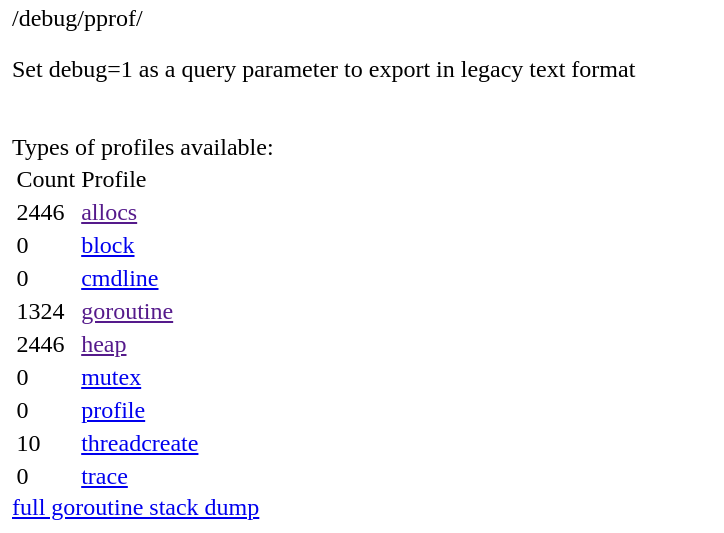 /debug/pprof/
Set debug=1 as a query parameter to export in legacy text format
Types of profiles available:
Count Profile
2446 allocs
0 block
0 cmdline
1324 goroutine
2446 heap
0 mutex
0 profile
10 threadcreate
0 trace
full goroutine stack dump